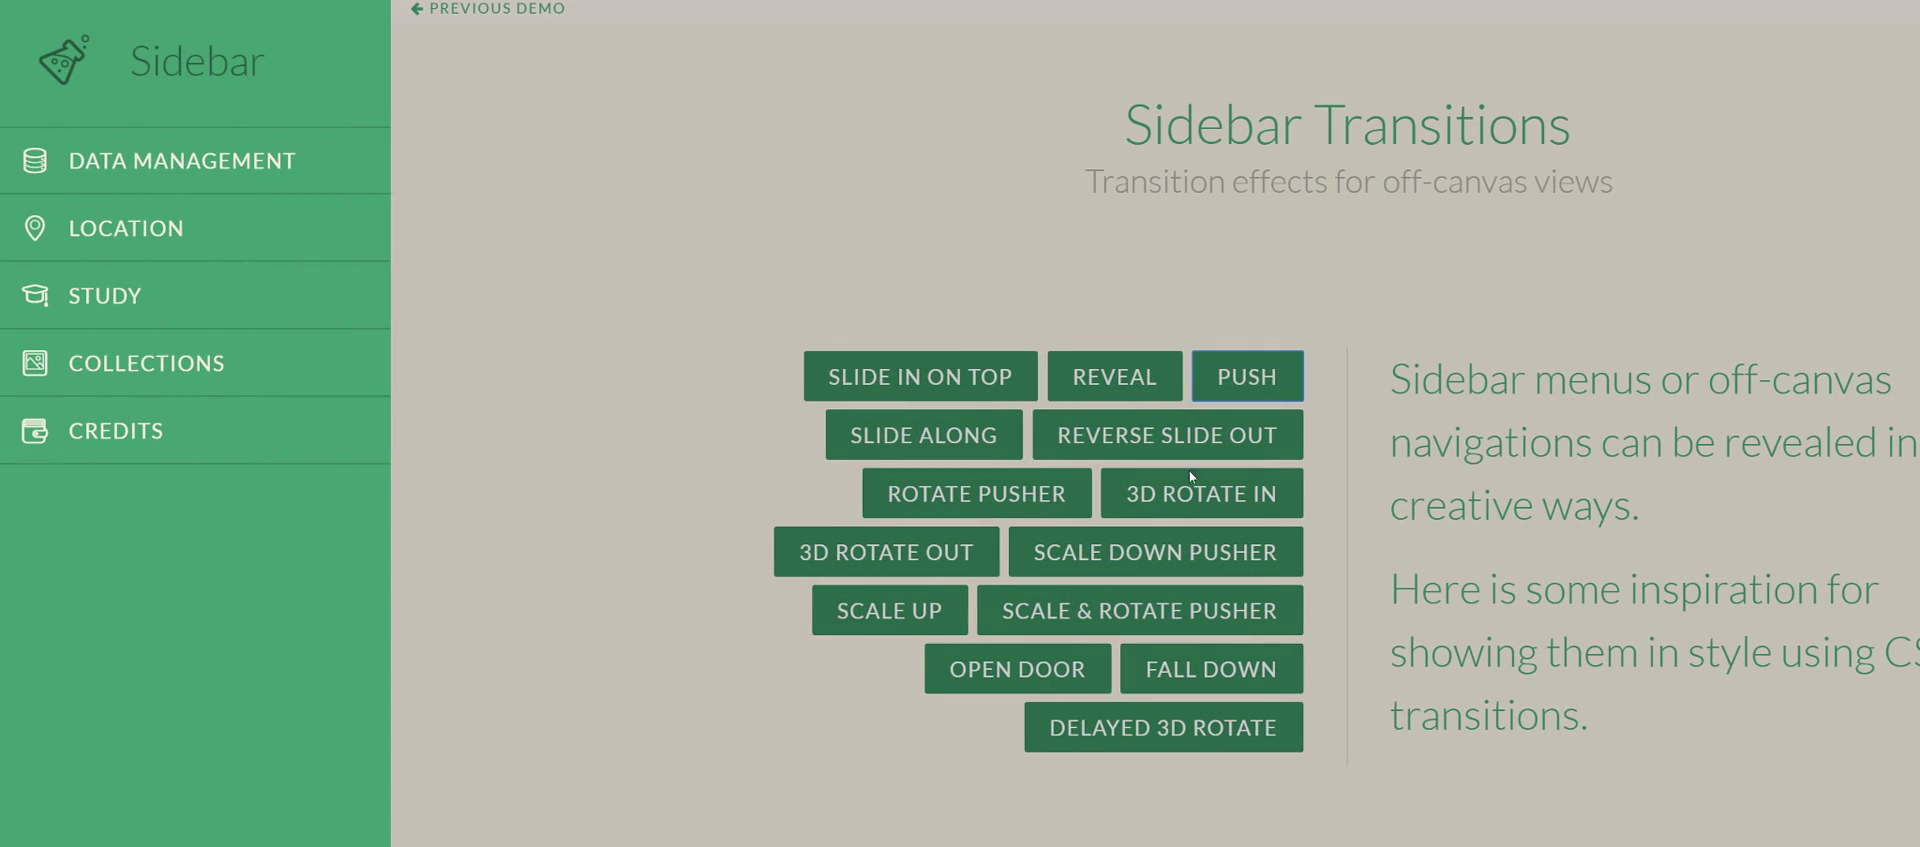 PREVIOUS DEMO
Sidebar
DATA MANAGEMENT
LOCATION
STUDY
COLLECTIONS
CREDITS
Sidebar Transitions
Transition effects for off-canvas views
SLIDE IN ON TOP
REVEAL
PUSH
SLIDE ALONG
REVERSE SLIDE OUT
ROTATE PUSHER
3D ROTATE IN
3D ROTATE OUT
SCALE DOWN PUSHER
SCALE UP
SCALE & ROTATE PUSHER
OPEN DOOR
FALL DOWN
DELAYED 3D ROTATE
Sidebar menus or off-canvas
navigations can be revealed in
creative ways.
Here is some inspiration for
showing them in style using
transitions.